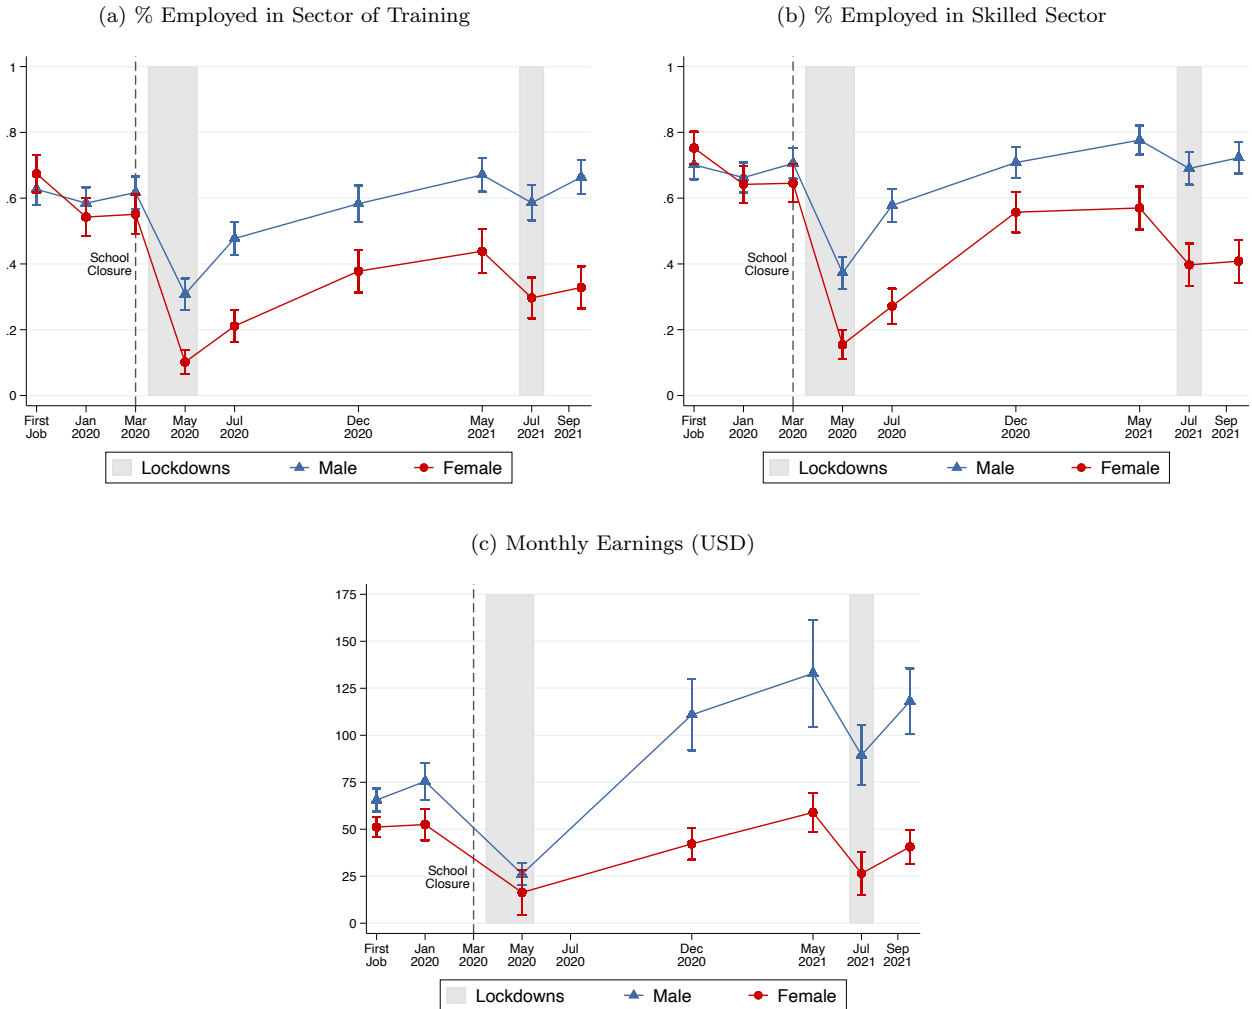 (a) % Employed in Sector of Training
1
.8
.6
.4
.2
0
School
Closure
First
Job
Jan
2020
Mar
2020
May
2020
Jul
2020
Dec
2020
May
2021
Jul
2021
Sep
2021
Lockdowns Male Female
(b) % Employed in Skilled Sector
1
.8
.6
.4
.2
0
School
Closure
First
Job
Jan
2020
Mar
2020
May
2020
Jul
2020
Dec
2020
May
2021
Jul
2021
Sep
2021
Lockdowns Male Female
(c) Monthly Earnings (USD)
175
150
125
100
75
50
25
0
School
Closure
First
Job
Jan
2020
Mar
2020
May
2020
Jul
2020
Dec
2020
May
2021
Jul
2021
Sep
2021
Lockdowns Male Female